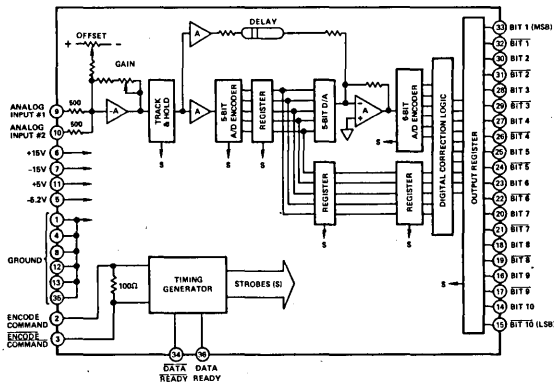 OFFSET
+ −
GAIN
DELAY
A
500
ANALOG INPUT #1
9
500
ANALOG INPUT #2
10
−A
TRACK & HOLD
S
A
5-BIT A/D ENCODER
S
REGISTER
S
5-BIT D/A
−
+
A
6-BIT A/D ENCODER
S
REGISTER
S
REGISTER
S
DIGITAL CORRECTION LOGIC
OUTPUT REGISTER
S
+15V 6
−15V 7
+5V 11
−5.2V 5
GROUND
1
4
8
12
13
35
ENCODE COMMAND
2
ENCODE COMMAND
3
100Ω
TIMING GENERATOR
STROBES (S)
34
36
DATA READY
DATA READY
33 BIT 1 (MSB)
32 BIT 1
30 BIT 2
31 BIT 2
28 BIT 3
29 BIT 3
27 BIT 4
26 BIT 4
25 BIT 5
24 BIT 5
23 BIT 6
22 BIT 6
20 BIT 7
21 BIT 7
18 BIT 8
19 BIT 8
16 BIT 9
17 BIT 9
14 BIT 10
15 BIT 10 (LSB)